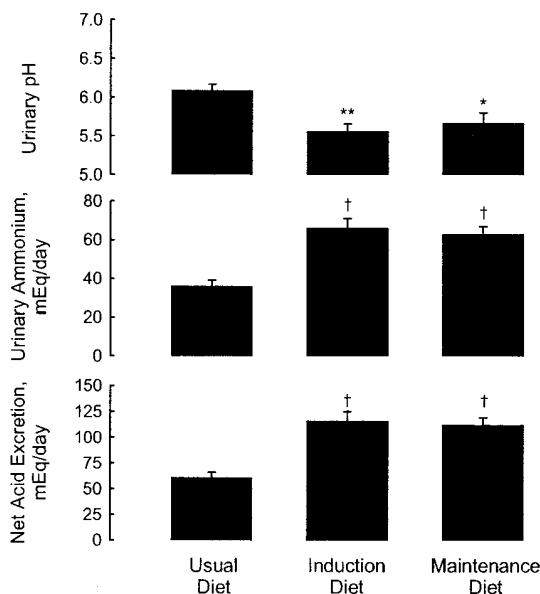 Urinary pH
7.0
6.5
6.0
5.5
5.0
**
*
Urinary Ammonium,
mEq/day
80
60
40
20
0
†
†
Net Acid Excretion,
mEq/day
150
125
100
75
50
25
0
†
†
Usual
Diet
Induction
Diet
Maintenance
Diet